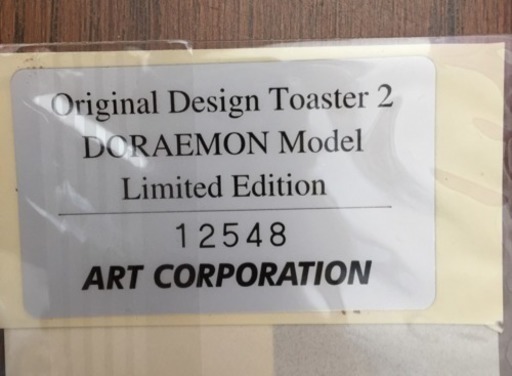 Original Design Toaster 2
DORAEMON Model
Limited Edition
12548
ART CORPORATION